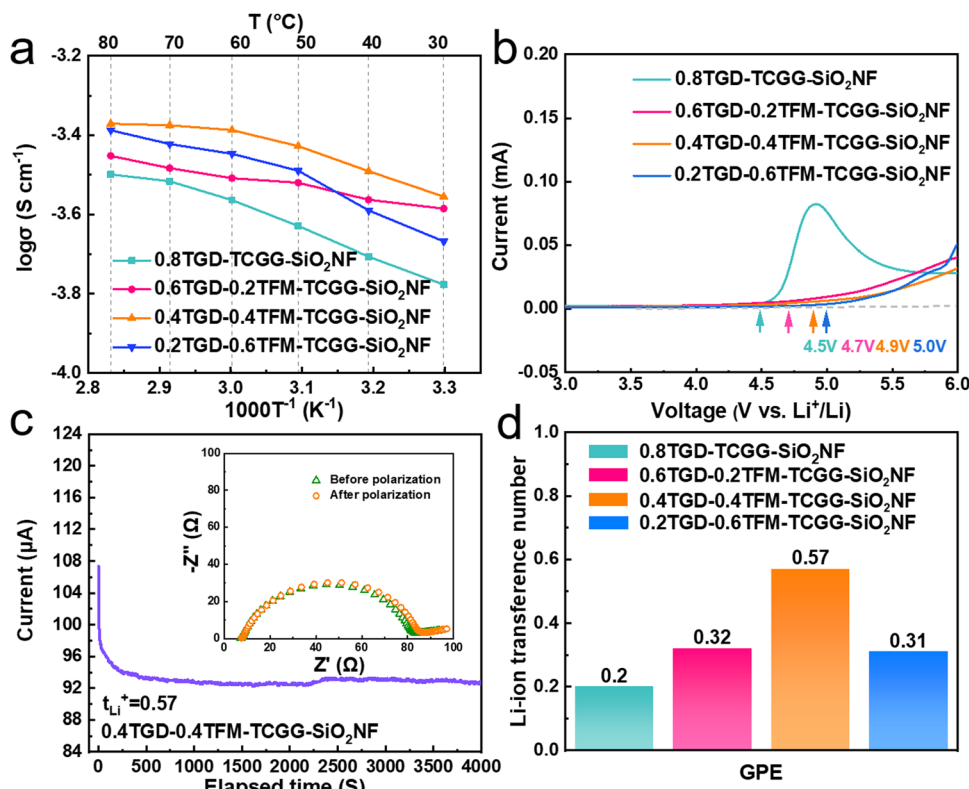 a
T (°C)
80 70 60 50 40 30
-3.2
-3.4
-3.6
-3.8
-4.0
logσ (S cm⁻¹)
0.8TGD-TCGG-SiO₂NF
0.6TGD-0.2TFM-TCGG-SiO₂NF
0.4TGD-0.4TFM-TCGG-SiO₂NF
0.2TGD-0.6TFM-TCGG-SiO₂NF
2.8 2.9 3.0 3.1 3.2 3.3
1000T⁻¹ (K⁻¹)
b
0.20
0.15
0.10
0.05
0.00
-0.05
Current (mA)
0.8TGD-TCGG-SiO₂NF
0.6TGD-0.2TFM-TCGG-SiO₂NF
0.4TGD-0.4TFM-TCGG-SiO₂NF
0.2TGD-0.6TFM-TCGG-SiO₂NF
4.5V 4.7V 4.9V 5.0V
3.0 3.5 4.0 4.5 5.0 5.5 6.0
Voltage (V vs. Li⁺/Li)
c
124
120
116
112
108
104
100
96
92
88
84
Current (μA)
100
80
60
40
20
0
-Z'' (Ω)
Before polarization
After polarization
0 20 40 60 80 100
Z' (Ω)
t_Li⁺=0.57
0.4TGD-0.4TFM-TCGG-SiO₂NF
0 500 1000 1500 2000 2500 3000 3500 4000
Elapsed time (S)
d
1.0
0.8
0.6
0.4
0.2
0.0
Li-ion transference number
0.8TGD-TCGG-SiO₂NF
0.6TGD-0.2TFM-TCGG-SiO₂NF
0.4TGD-0.4TFM-TCGG-SiO₂NF
0.2TGD-0.6TFM-TCGG-SiO₂NF
0.2 0.32 0.57 0.31
GPE